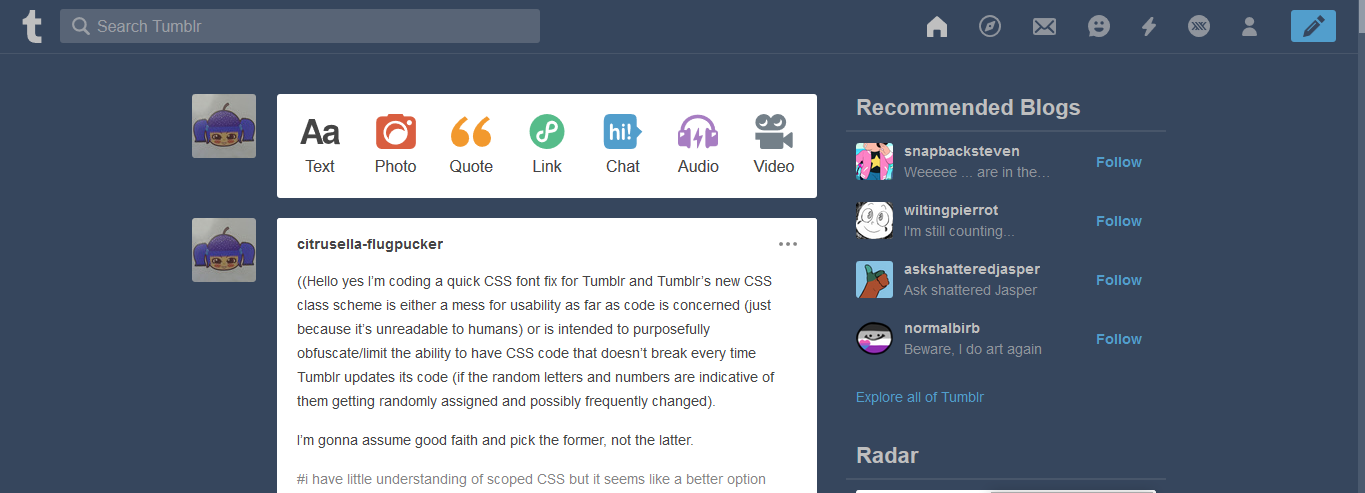 t
Search Tumblr
Aa
hi!
Text Photo Quote Link Chat Audio Video
citrusella-flugpucker
((Hello yes I’m coding a quick CSS font fix for Tumblr and Tumblr’s new CSS
class scheme is either a mess for usability as far as code is concerned (just
because it’s unreadable to humans) or is intended to purposefully
obfuscate/limit the ability to have CSS code that doesn’t break every time
Tumblr updates its code (if the random letters and numbers are indicative of
them getting randomly assigned and possibly frequently changed).
I’m gonna assume good faith and pick the former, not the latter.
#i have little understanding of scoped CSS but it seems like a better option
Recommended Blogs
snapbacksteven
Weeeee ... are in the...
Follow
wiltingpierrot
I'm still counting...
Follow
askshatteredjasper
Ask shattered Jasper
Follow
normalbirb
Beware, I do art again
Follow
Explore all of Tumblr
Radar